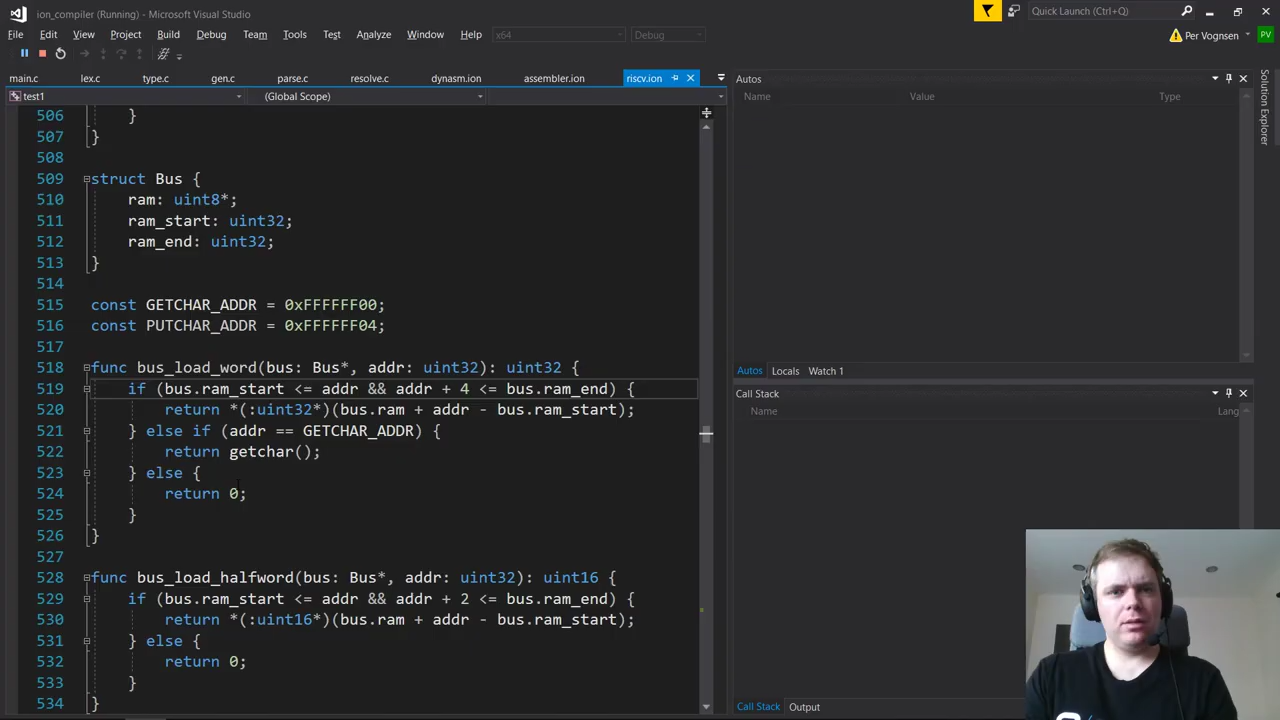 ion_compiler (Running) - Microsoft Visual Studio
Quick Launch (Ctrl+Q)
File Edit View Project Build Debug Team Tools Test Analyze Window Help x64 Debug
Per Vognsen PV
main.c lex.c type.c gen.c parse.c resolve.c dynasm.ion assembler.ion riscv.ion
test1 (Global Scope)
506 }
507 }
508
509 struct Bus {
510 ram: uint8*;
511 ram_start: uint32;
512 ram_end: uint32;
513 }
514
515 const GETCHAR_ADDR = 0xFFFFFF00;
516 const PUTCHAR_ADDR = 0xFFFFFF04;
517
518 func bus_load_word(bus: Bus*, addr: uint32): uint32 {
519 if (bus.ram_start <= addr && addr + 4 <= bus.ram_end) {
520 return *(:uint32*)(bus.ram + addr - bus.ram_start);
521 } else if (addr == GETCHAR_ADDR) {
522 return getchar();
523 } else {
524 return 0;
525 }
526 }
527
528 func bus_load_halfword(bus: Bus*, addr: uint32): uint16 {
529 if (bus.ram_start <= addr && addr + 2 <= bus.ram_end) {
530 return *(:uint16*)(bus.ram + addr - bus.ram_start);
531 } else {
532 return 0;
533 }
534 }
Autos
Name Value Type
Autos Locals Watch 1
Call Stack
Name Lang
Call Stack Output
Solution Explorer